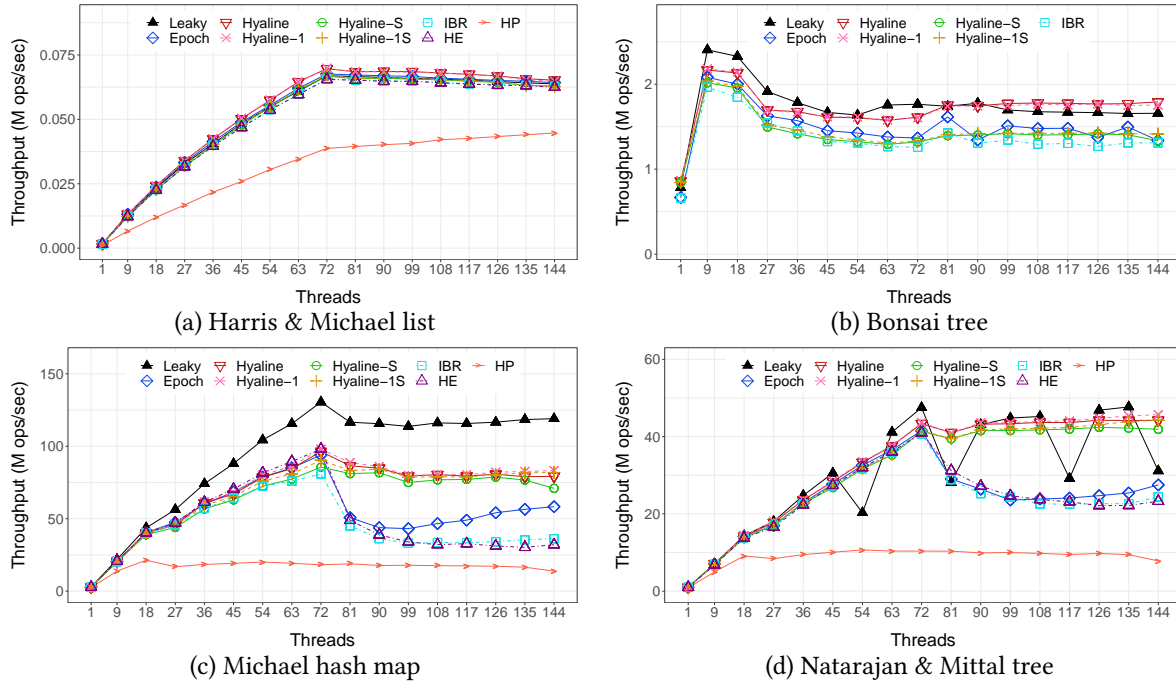 Leaky Hyaline Hyaline-S IBR HP
Epoch Hyaline-1 Hyaline-1S HE
Throughput (M ops/sec)
0.075
0.050
0.025
0.000
1 9 18 27 36 45 54 63 72 81 90 99 108 117 126 135 144
Threads
(a) Harris & Michael list
Leaky Hyaline Hyaline-S IBR
Epoch Hyaline-1 Hyaline-1S
Throughput (M ops/sec)
2
1
0
1 9 18 27 36 45 54 63 72 81 90 99 108 117 126 135 144
Threads
(b) Bonsai tree
Leaky Hyaline Hyaline-S IBR HP
Epoch Hyaline-1 Hyaline-1S HE
Throughput (M ops/sec)
150
100
50
0
1 9 18 27 36 45 54 63 72 81 90 99 108 117 126 135 144
Threads
(c) Michael hash map
Leaky Hyaline Hyaline-S IBR HP
Epoch Hyaline-1 Hyaline-1S HE
Throughput (M ops/sec)
60
40
20
0
1 9 18 27 36 45 54 63 72 81 90 99 108 117 126 135 144
Threads
(d) Natarajan & Mittal tree